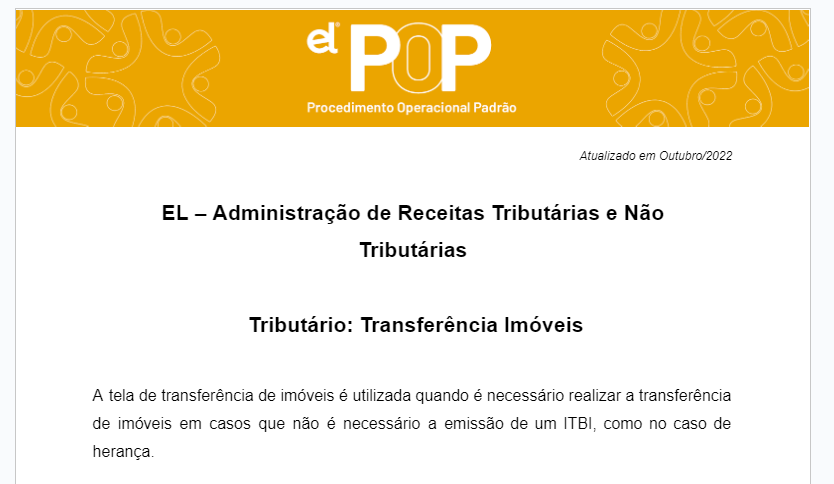 el POP
Procedimento Operacional Padrão
Atualizado em Outubro/2022
EL – Administração de Receitas Tributárias e Não
Tributárias
Tributário: Transferência Imóveis
A tela de transferência de imóveis é utilizada quando é necessário realizar a transferência
de imóveis em casos que não é necessário a emissão de um ITBI, como no caso de
herança.